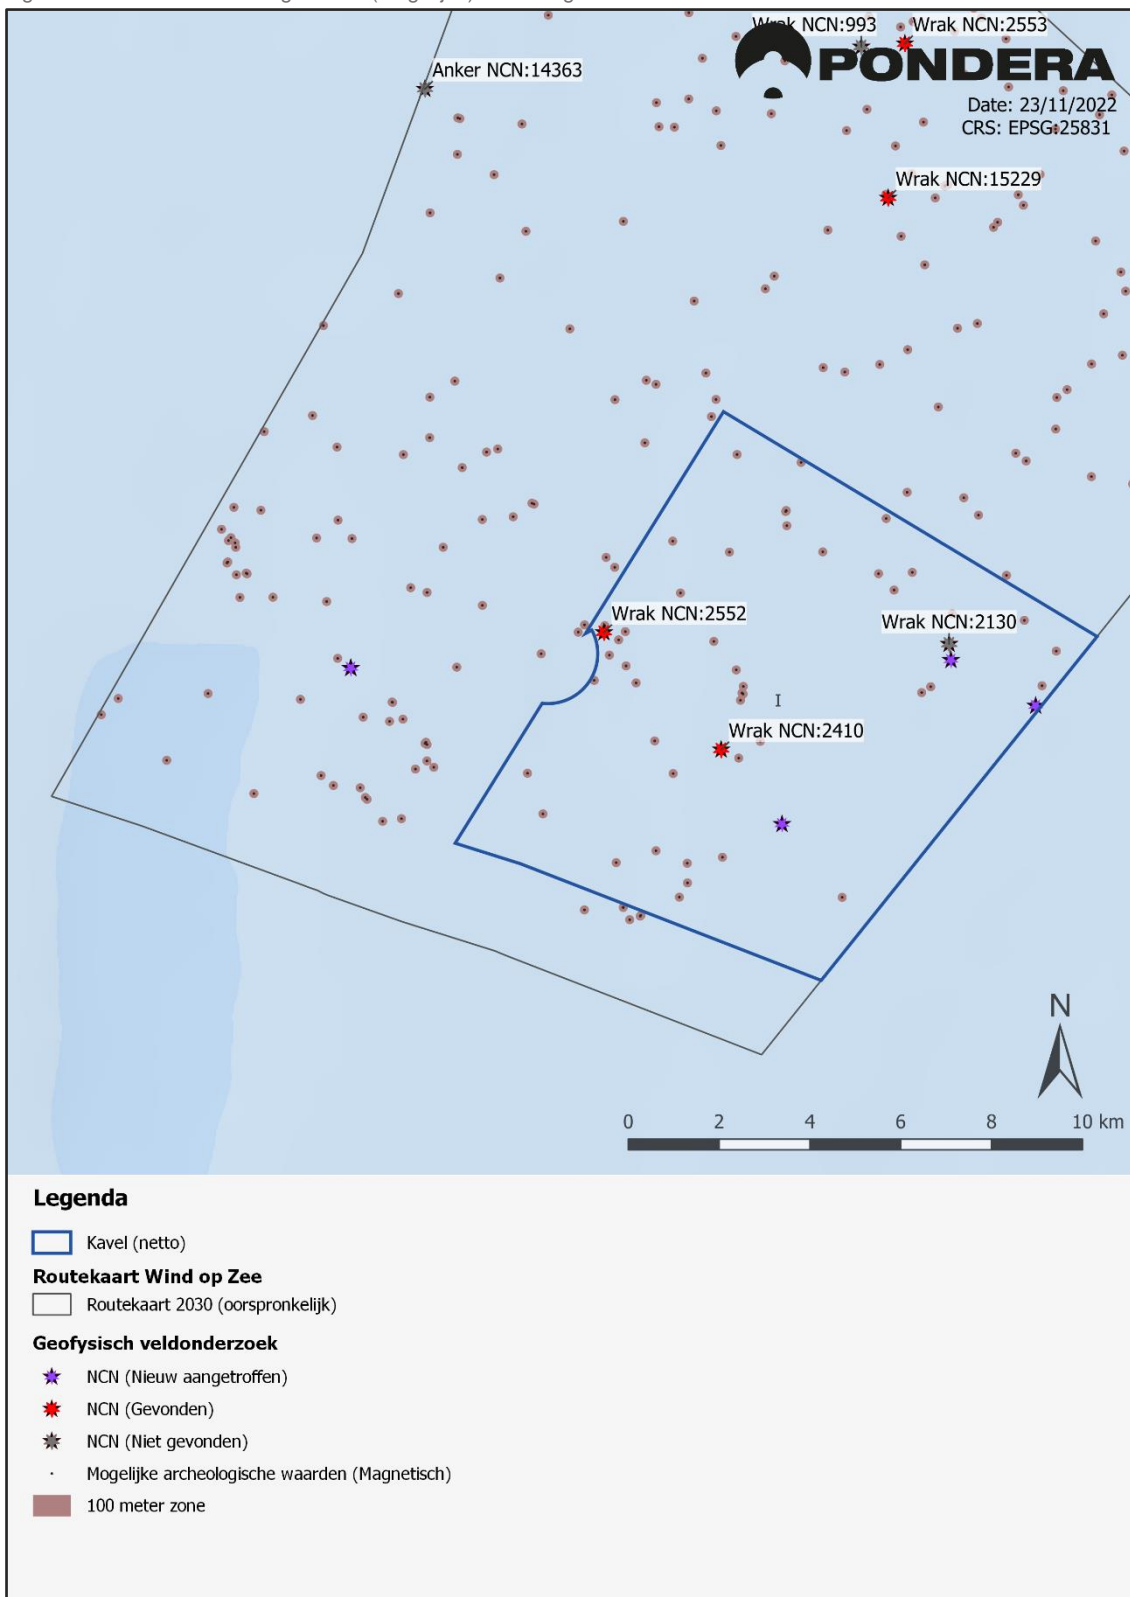 Wrak NCN:993
Wrak NCN:2553
PONDERA
Anker NCN:14363
Date: 23/11/2022
CRS: EPSG:25831
Wrak NCN:15229
Wrak NCN:2552
Wrak NCN:2130
I
Wrak NCN:2410
N
0 2 4 6 8 10 km
Legenda
Kavel (netto)
Routekaart Wind op Zee
Routekaart 2030 (oorspronkelijk)
Geofysisch veldonderzoek
NCN (Nieuw aangetroffen)
NCN (Gevonden)
NCN (Niet gevonden)
Mogelijke archeologische waarden (Magnetisch)
100 meter zone